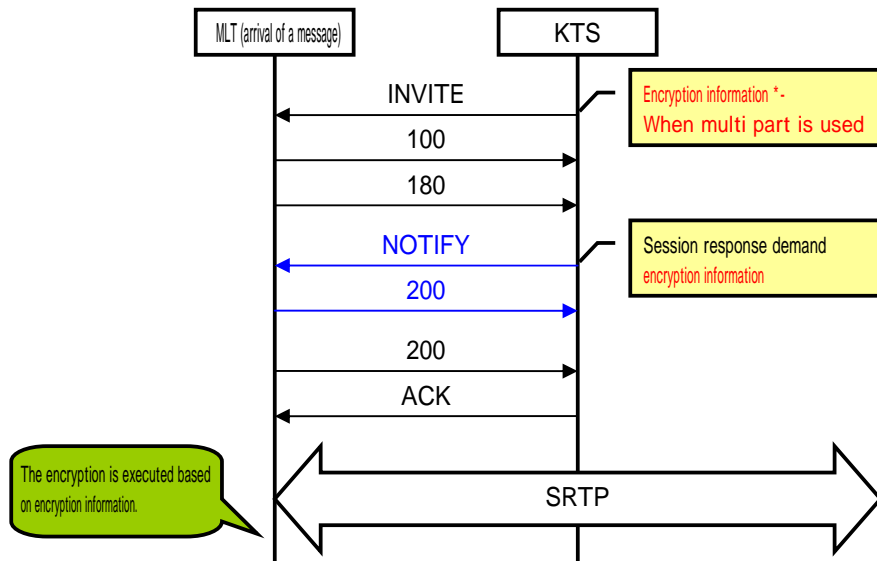 MLT (arrival of a message)
KTS
INVITE
Encryption information * -
When multi part is used
100
180
NOTIFY
Session response demand
encryption information
200
200
ACK
The encryption is executed based
on encryption information.
SRTP